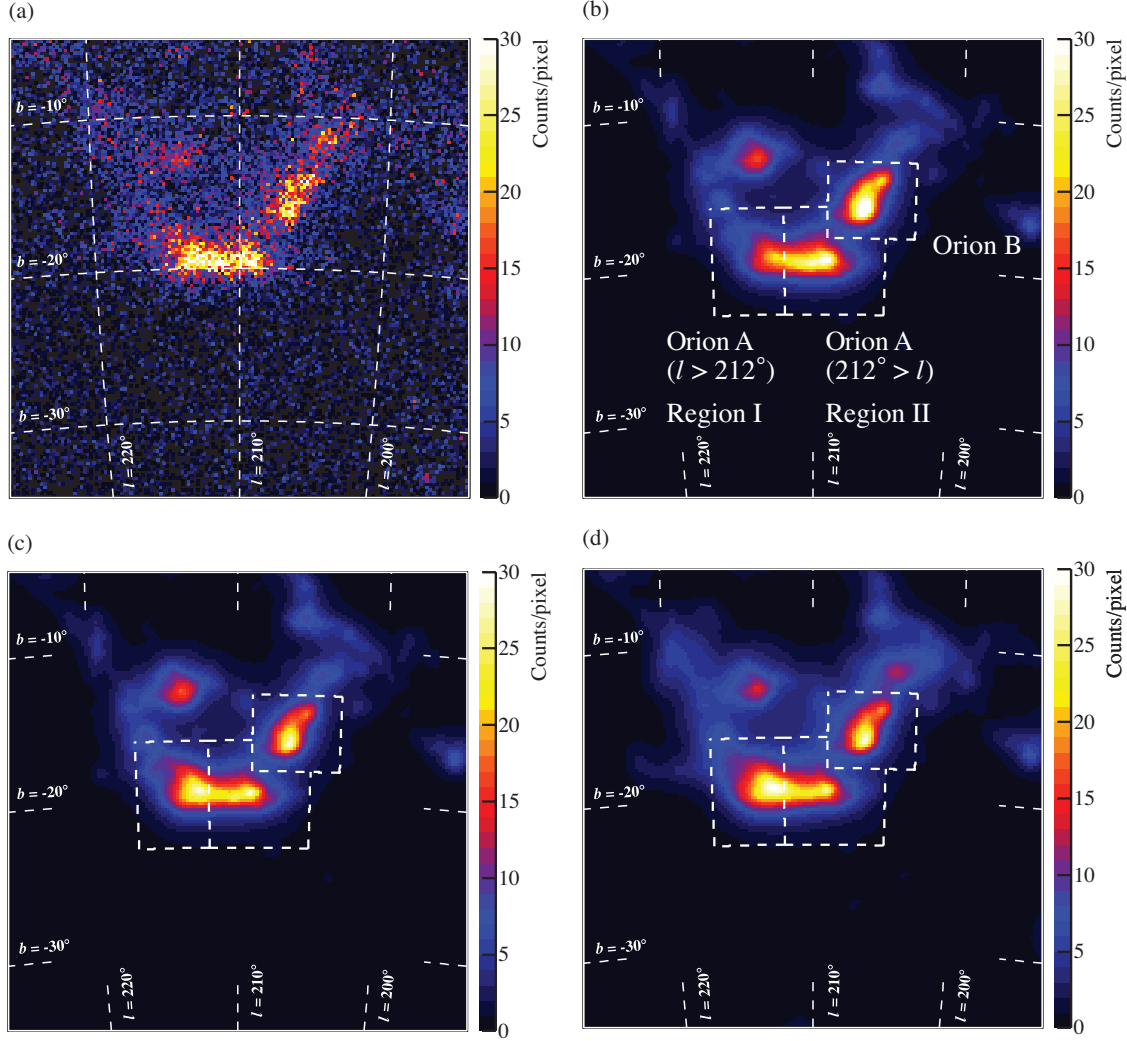 (a)
b = -10°
b = -20°
b = -30°
l = 220°
l = 210°
l = 200°
30
25
20
15
10
5
0
Counts/pixel
(b)
b = -10°
b = -20°
b = -30°
Orion B
Orion A
(l > 212°)
Region I
Orion A
(212° > l)
Region II
l = 220°
l = 210°
l = 200°
30
25
20
15
10
5
0
Counts/pixel
(c)
b = -10°
b = -20°
b = -30°
l = 220°
l = 210°
l = 200°
30
25
20
15
10
5
0
Counts/pixel
(d)
b = -10°
b = -20°
b = -30°
l = 220°
l = 210°
l = 200°
30
25
20
15
10
5
0
Counts/pixel